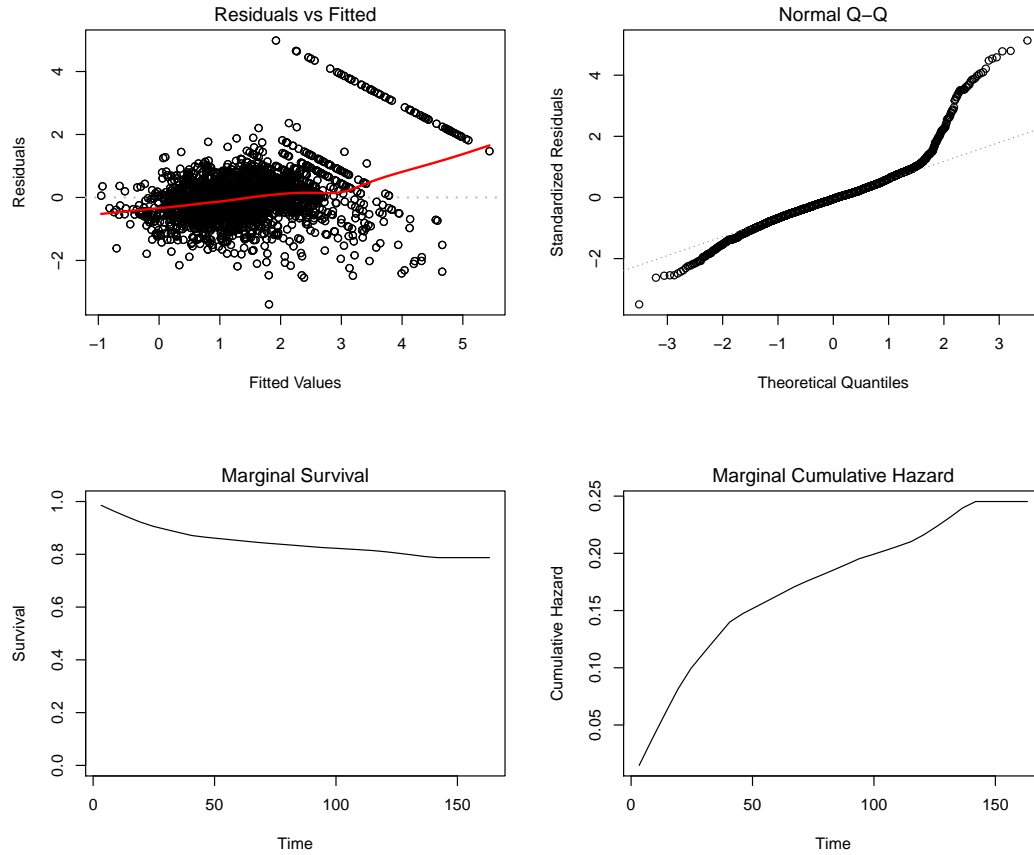 Residuals vs Fitted
Residuals
−2 0 2 4
−1 0 1 2 3 4 5
Fitted Values
Normal Q−Q
Standardized Residuals
−2 0 2 4
−3 −2 −1 0 1 2 3
Theoretical Quantiles
Marginal Survival
Survival
0.0 0.2 0.4 0.6 0.8 1.0
0 50 100 150
Time
Marginal Cumulative Hazard
Cumulative Hazard
0.05 0.10 0.15 0.20 0.25
0 50 100 150
Time